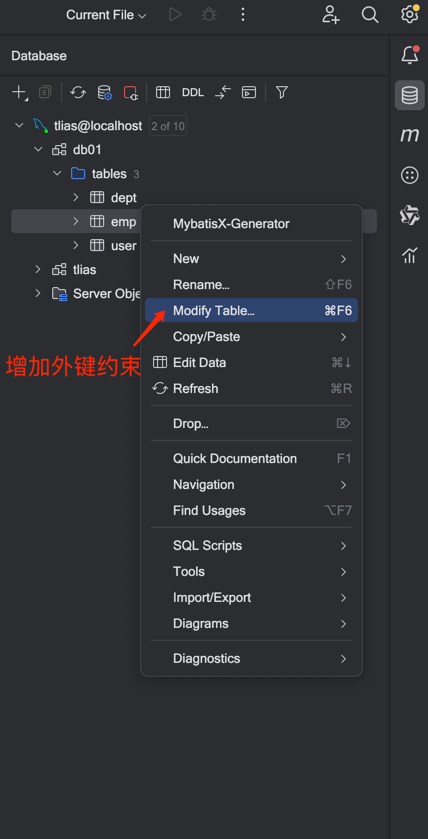 Current File
Database
DDL
tlias@localhost 2 of 10
db01
tables 3
dept
emp
user
tlias
Server Obje
MybatisX-Generator
New
Rename... ⇧F6
Modify Table... ⌘F6
Copy/Paste
增加外键约束
Edit Data ⌘↓
Refresh ⌘R
Drop... ⌦
Quick Documentation F1
Navigation
Find Usages ⌥F7
SQL Scripts
Tools
Import/Export
Diagrams
Diagnostics
m